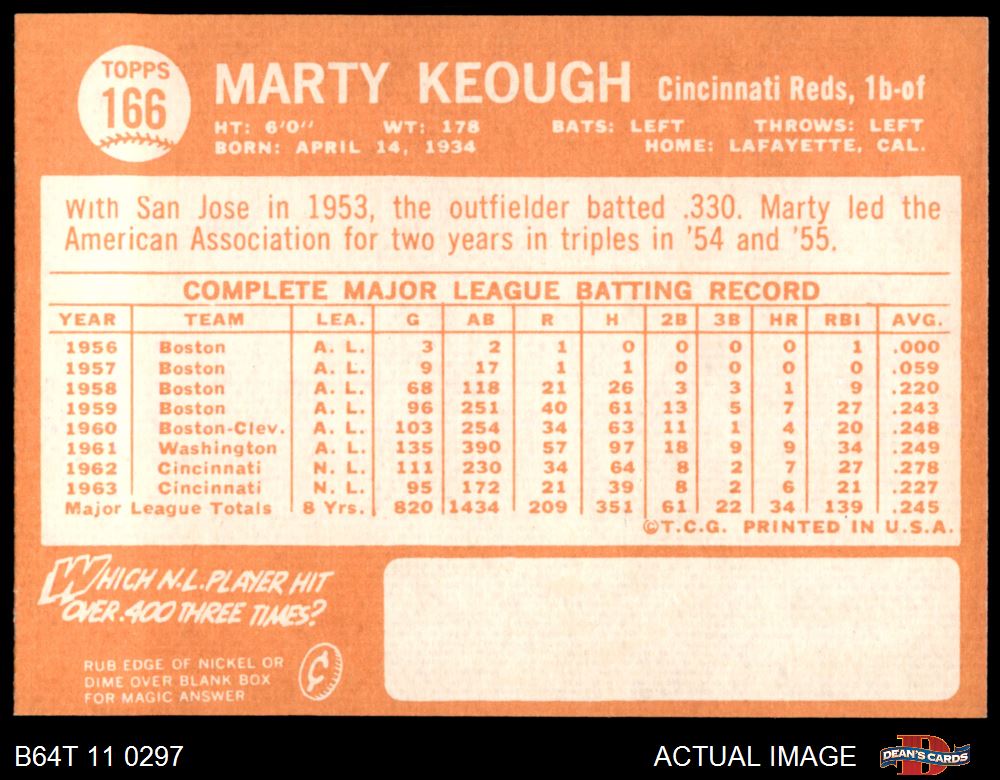 TOPPS
166
MARTY KEOUGH Cincinnati Reds, 1b-of
HT: 6'0" WT: 178 BATS: LEFT THROWS: LEFT
BORN: APRIL 14, 1934 HOME: LAFAYETTE, CAL.
With San Jose in 1953, the outfielder batted .330. Marty led the
American Association for two years in triples in '54 and '55.
COMPLETE MAJOR LEAGUE BATTING RECORD
YEAR TEAM LEA. G AB R H 2B 3B HR RBI AVG.
1956 Boston A. L. 3 2 1 0 0 0 0 1 .000
1957 Boston A. L. 9 17 1 1 0 0 0 0 .059
1958 Boston A. L. 68 118 21 26 3 3 1 9 .220
1959 Boston A. L. 96 251 40 61 13 5 7 27 .243
1960 Boston-Clev. A. L. 103 254 34 63 11 1 4 20 .248
1961 Washington A. L. 135 390 57 97 18 9 9 34 .249
1962 Cincinnati N. L. 111 230 34 64 8 2 7 27 .278
1963 Cincinnati N. L. 95 172 21 39 8 2 6 21 .227
Major League Totals 8 Yrs. 820 1434 209 351 61 22 34 139 .245
©T.C.G. PRINTED IN U.S.A.
WHICH N.L. PLAYER HIT
OVER .400 THREE TIMES?
RUB EDGE OF NICKEL OR
DIME OVER BLANK BOX
FOR MAGIC ANSWER
¢
B64T 11 0297 ACTUAL IMAGE D DEAN'S CARDS